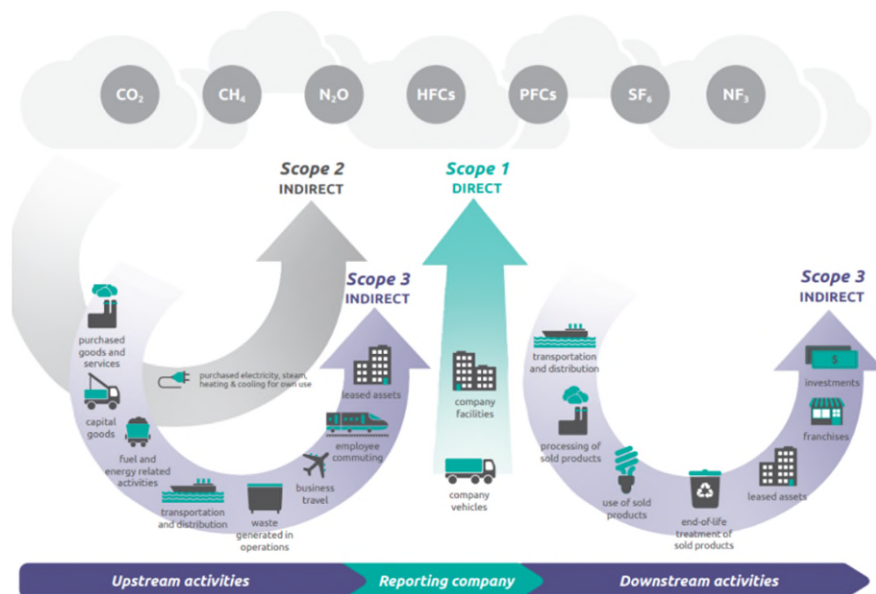 CO₂
CH₄
N₂O
HFCs
PFCs
SF₆
NF₃
Scope 2
INDIRECT
Scope 1
DIRECT
Scope 3
INDIRECT
Scope 3
INDIRECT
purchased
goods and
services
capital
goods
fuel and
energy related
activities
purchased electricity, steam,
heating & cooling for own use
transportation
and distribution
waste
generated in
operations
business
travel
employee
commuting
leased assets
company
facilities
company
vehicles
transportation
and distribution
processing of
sold products
use of sold
products
end-of-life
treatment of
sold products
leased assets
franchises
$
investments
Upstream activities
Reporting company
Downstream activities